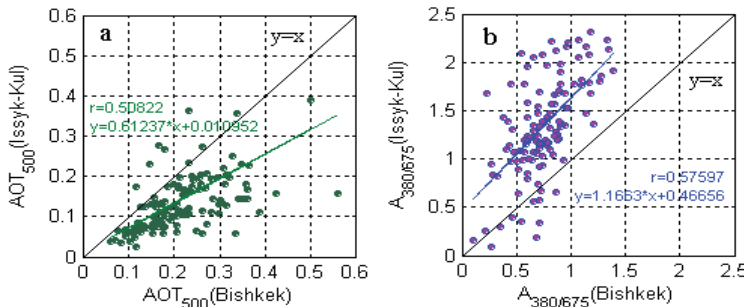 a
y=x
r=0.50822
y=0.61237*x+0.010952
AOT500(Issyk-Kul)
0.6
0.5
0.4
0.3
0.2
0.1
0
0 0.1 0.2 0.3 0.4 0.5 0.6
AOT500(Bishkek)
b
y=x
r=0.57597
y=1.1663*x+0.46656
A380/675(Issyk-Kul)
2.5
2
1.5
1
0.5
0
0 0.5 1 1.5 2 2.5
A380/675(Bishkek)